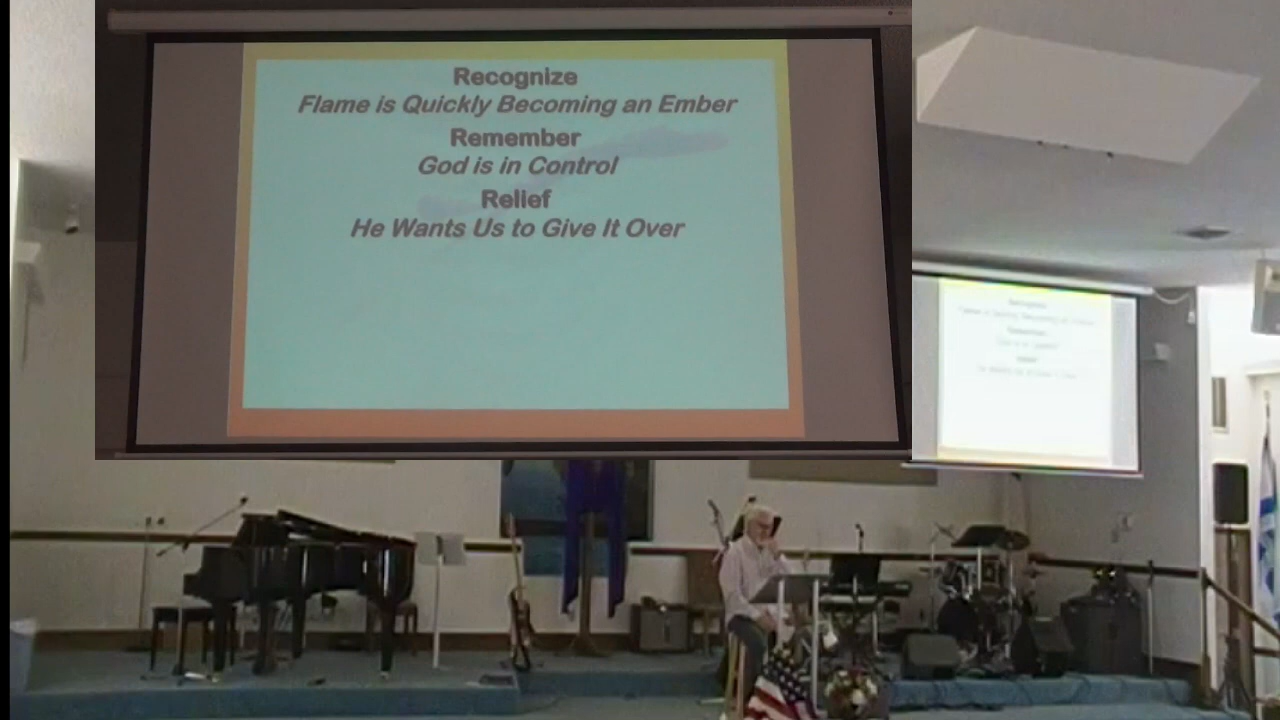 Recognize
Flame is Quickly Becoming an Ember
Remember
God is in Control
Relief
He Wants Us to Give It Over